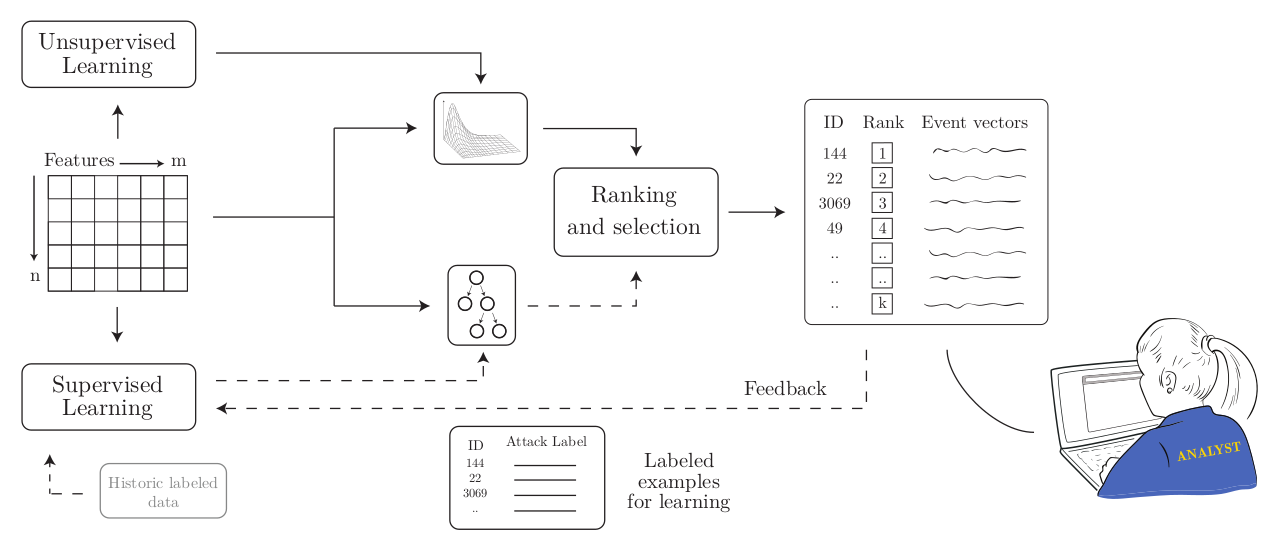 Unsupervised
Learning
Features m
n
Supervised
Learning
Historic labeled
data
Ranking
and selection
ID Rank Event vectors
144 1
22 2
3069 3
49 4
.. ..
.. ..
.. k
Feedback
ID Attack Label
144
22
3069
..
Labeled
examples
for learning
ANALYST